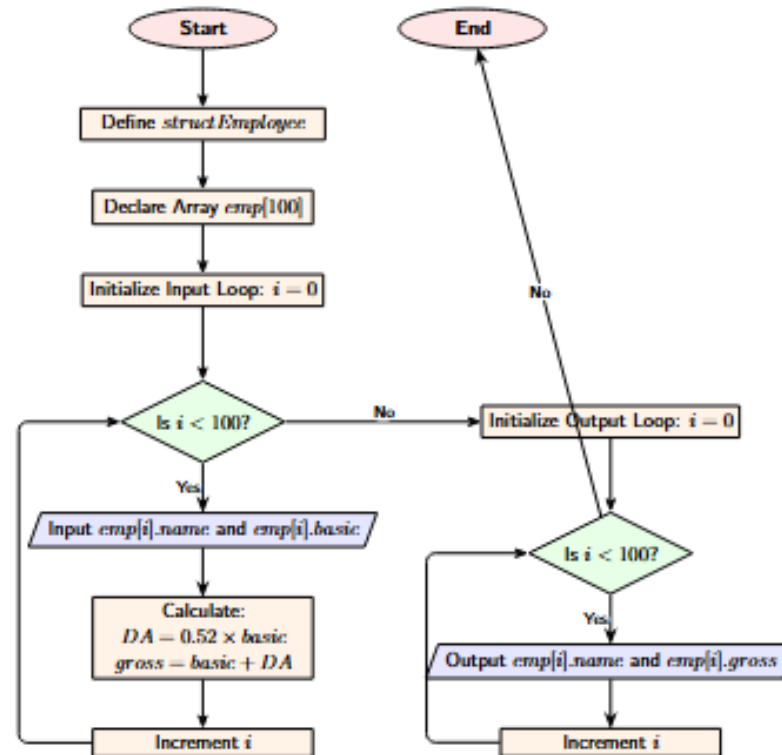 Start
End
Define structEmployee
Declare Array emp[100]
Initialize Input Loop: i = 0
No
Is i < 100?
No
Initialize Output Loop: i = 0
Yes
Input emp[i].name and emp[i].basic
Is i < 100?
Calculate:
DA = 0.52 × basic
gross = basic + DA
Yes
Output emp[i].name and emp[i].gross
Increment i
Increment i